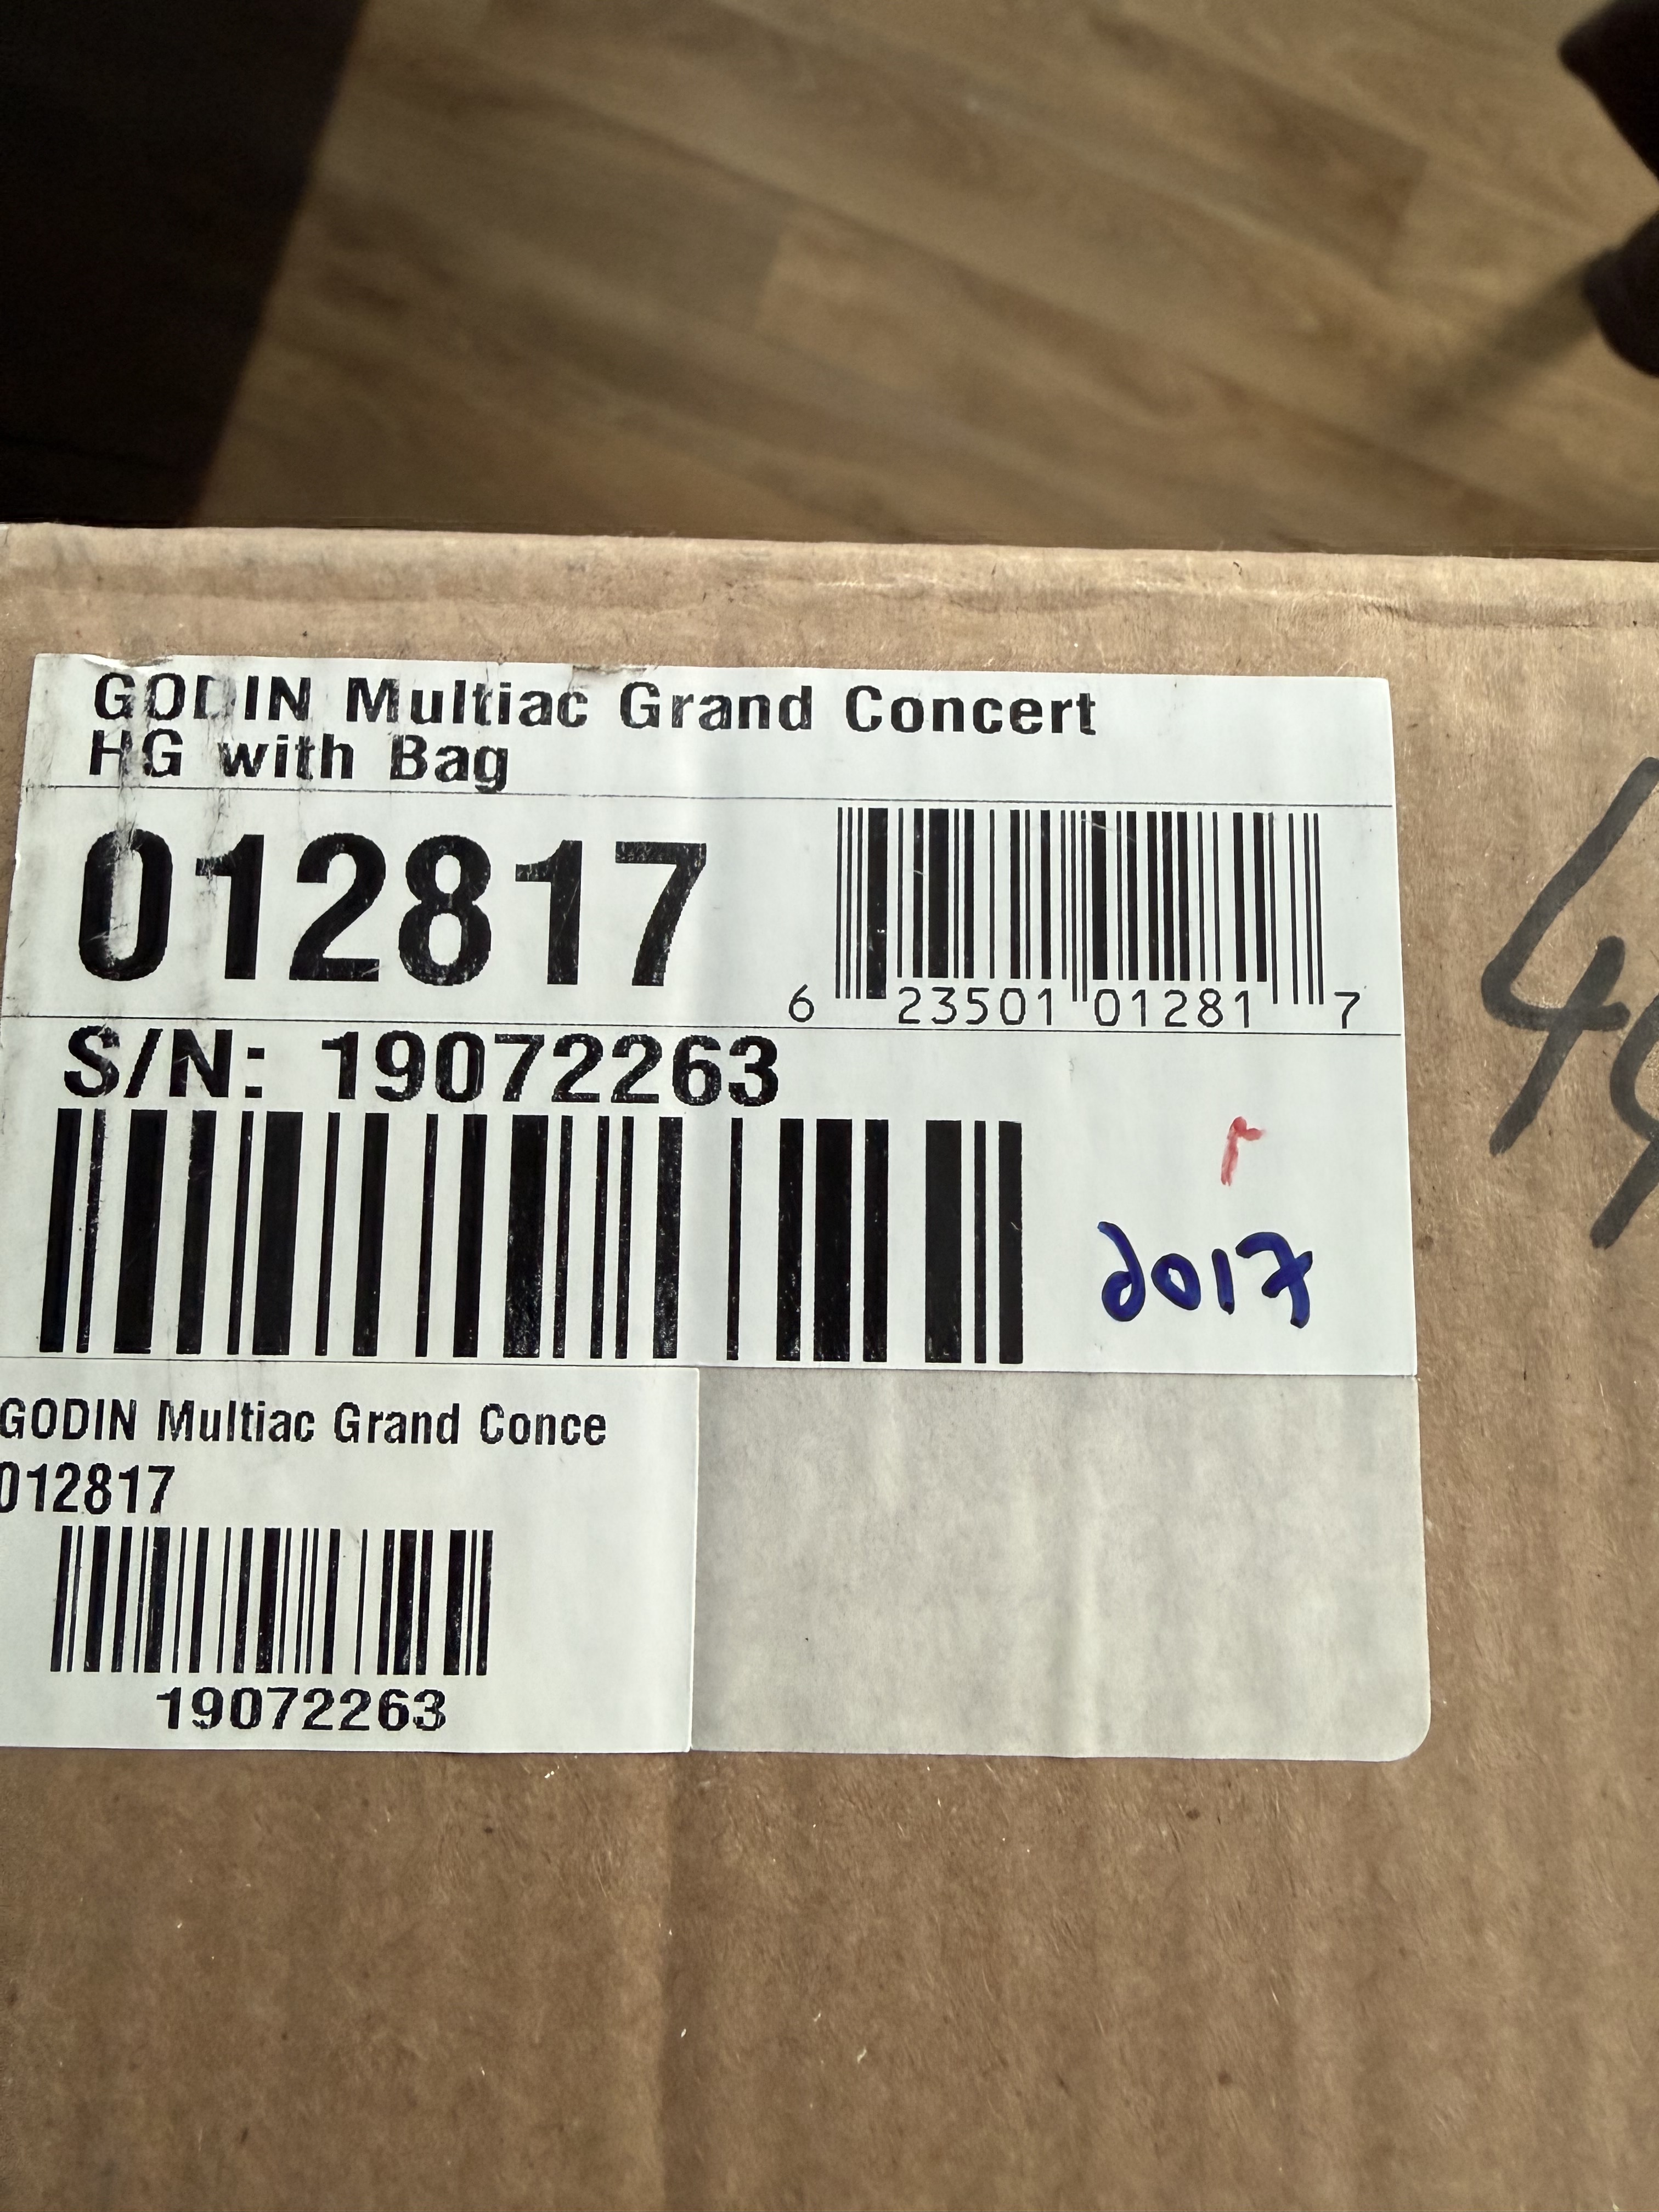 GODIN Multiac Grand Concert
HG with Bag
012817
6 23501 01281 7
S/N: 19072263
r
2017
GODIN Multiac Grand Conce
012817
19072263